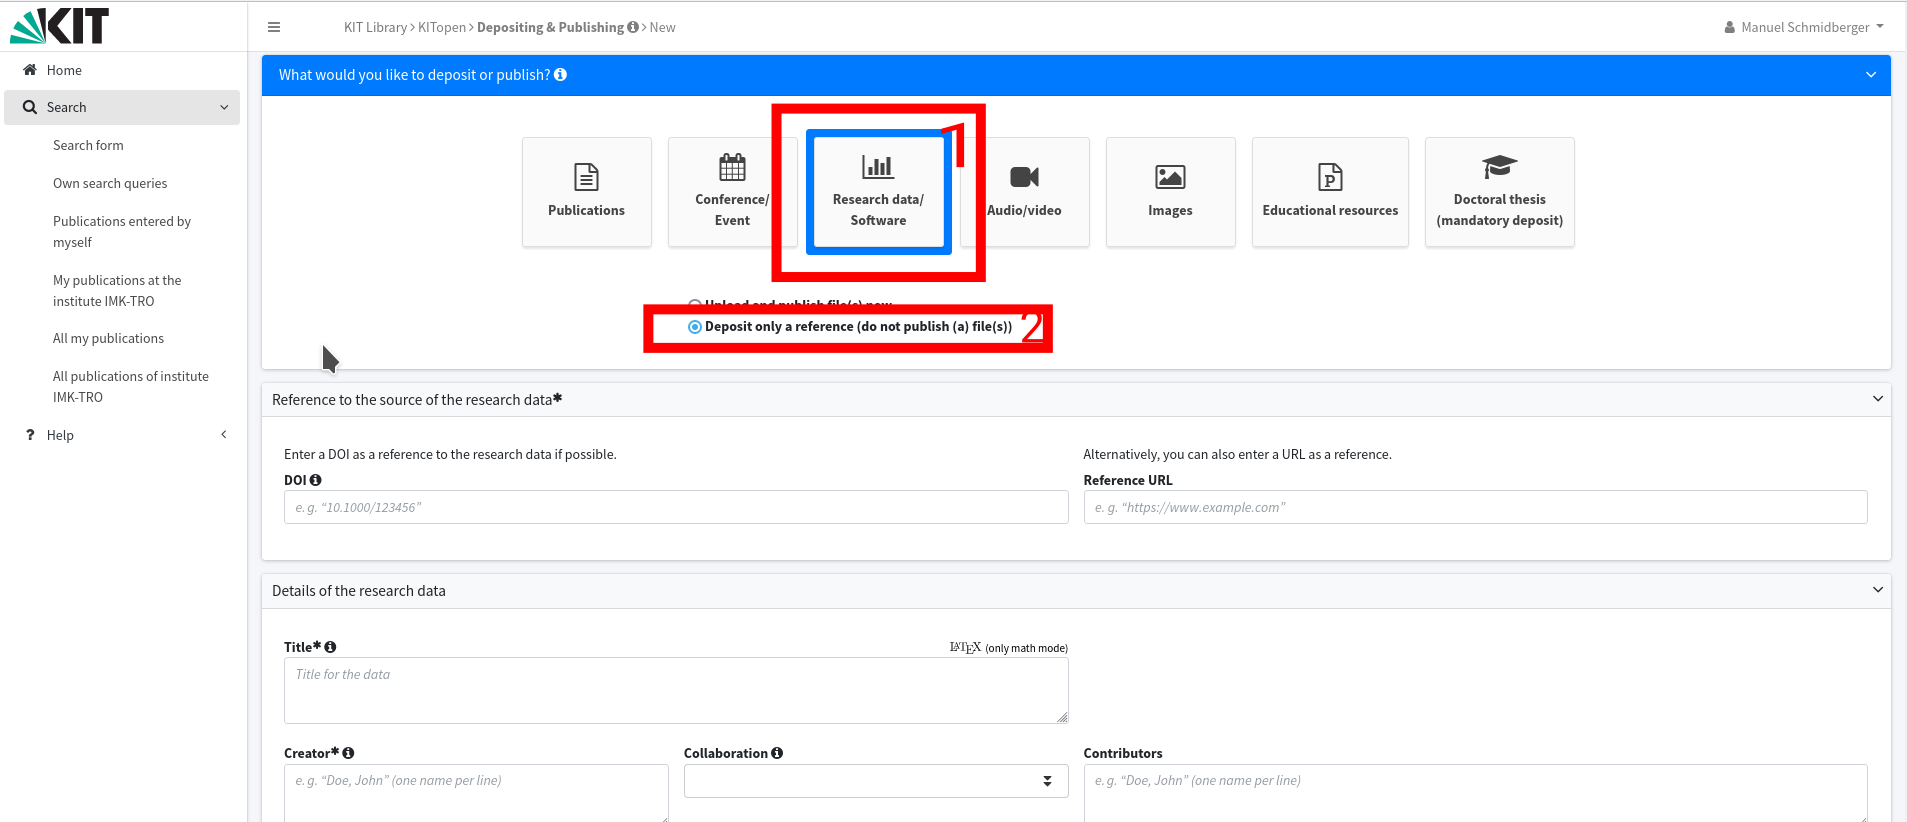 KIT
KIT Library > KITopen > Depositing & Publishing > New
Manuel Schmidberger
Home
Search
Search form
Own search queries
Publications entered by
myself
My publications at the
institute IMK-TRO
All my publications
All publications of institute
IMK-TRO
? Help
What would you like to deposit or publish?
1
Publications
Conference/
Event
Research data/
Software
Audio/video
Images
Educational resources
Doctoral thesis
(mandatory deposit)
Upload and publish file(s) now
Deposit only a reference (do not publish (a) file(s))
2
Reference to the source of the research data*
Enter a DOI as a reference to the research data if possible.
DOI
e. g. “10.1000/123456”
Alternatively, you can also enter a URL as a reference.
Reference URL
e. g. “https://www.example.com”
Details of the research data
Title*
LATEX (only math mode)
Title for the data
Creator*
e. g. “Doe, John” (one name per line)
Collaboration
Contributors
e. g. “Doe, John” (one name per line)